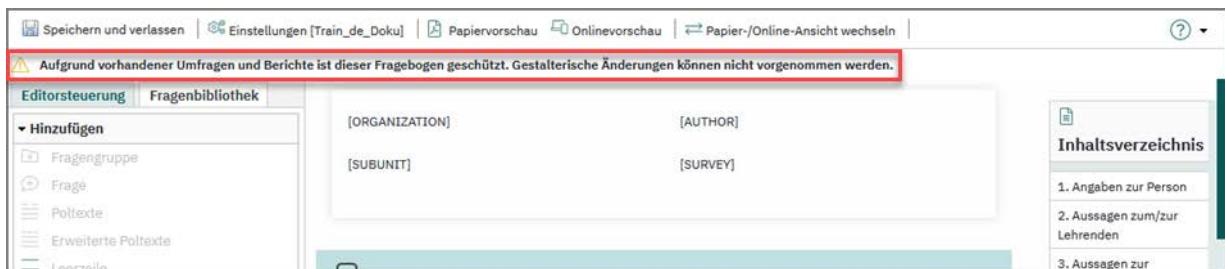 Speichern und verlassen Einstellungen [Train_de_Doku] Papiervorschau Onlinevorschau Papier-/Online-Ansicht wechseln ?
Aufgrund vorhandener Umfragen und Berichte ist dieser Fragebogen geschützt. Gestalterische Änderungen können nicht vorgenommen werden.
Editorsteuerung Fragenbibliothek
Hinzufügen
Fragengruppe
Frage
Poltexte
Erweiterte Poltexte
Leerzeile
[ORGANIZATION] [AUTHOR]
[SUBUNIT] [SURVEY]
Inhaltsverzeichnis
1. Angaben zur Person
2. Aussagen zum/zur
Lehrenden
3. Aussagen zur